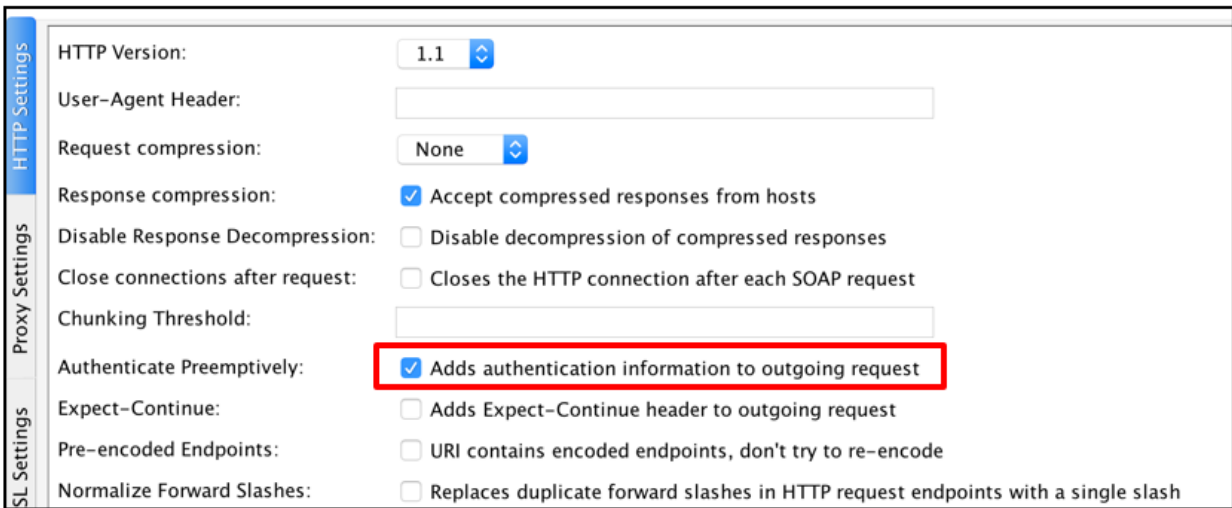 HTTP Settings
Proxy Settings
SL Settings
HTTP Version: 1.1
User-Agent Header:
Request compression: None
Response compression: Accept compressed responses from hosts
Disable Response Decompression: Disable decompression of compressed responses
Close connections after request: Closes the HTTP connection after each SOAP request
Chunking Threshold:
Authenticate Preemptively: Adds authentication information to outgoing request
Expect-Continue: Adds Expect-Continue header to outgoing request
Pre-encoded Endpoints: URI contains encoded endpoints, don't try to re-encode
Normalize Forward Slashes: Replaces duplicate forward slashes in HTTP request endpoints with a single slash